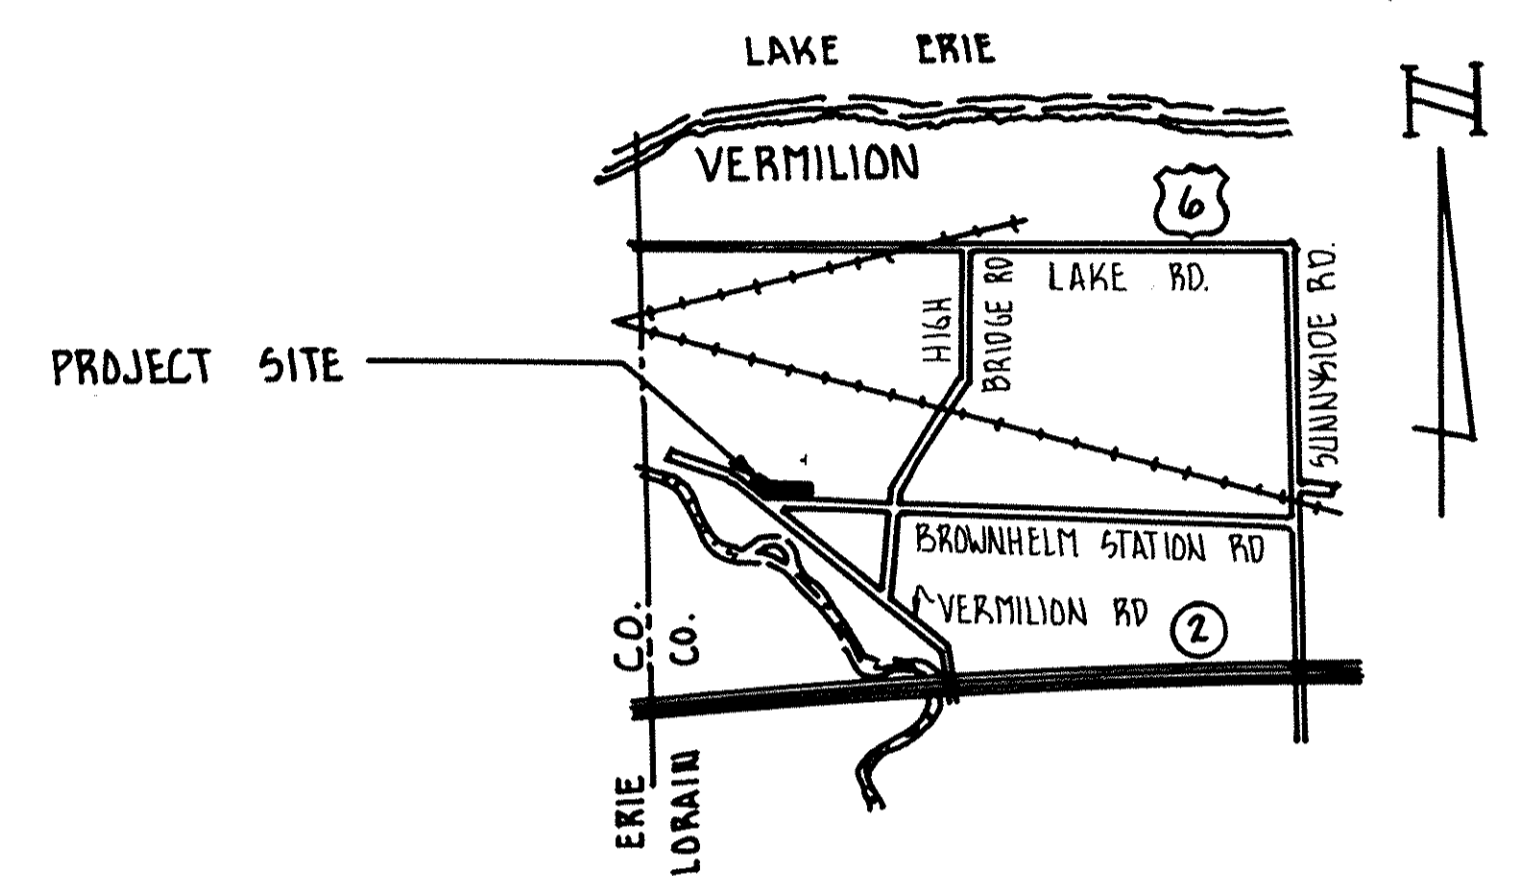 LAKE ERIE
N
VERMILION
6
LAKE RD.
HIGH
BRIDGE RD
SUNNYSIDE RD.
PROJECT SITE
BROWNHELM STATION RD
VERMILION RD
2
ERIE CO.
LORAIN CO.